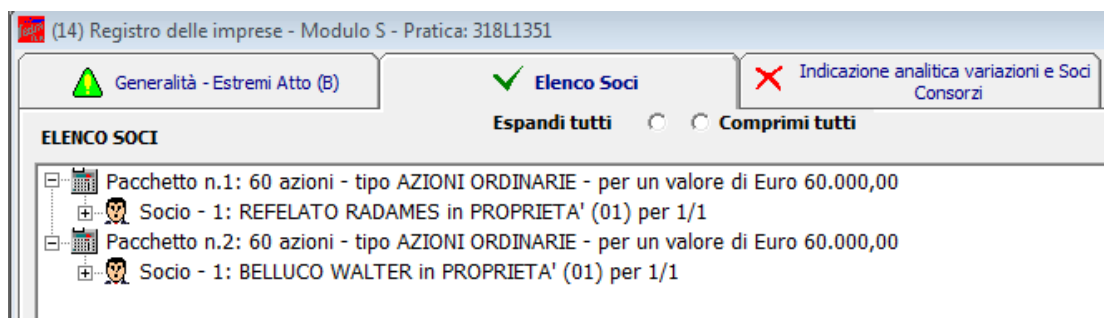 (14) Registro delle imprese - Modulo S - Pratica: 318L1351
Generalità - Estremi Atto (B)
Elenco Soci
Indicazione analitica variazioni e Soci
Consorzi
ELENCO SOCI
Espandi tutti
Comprimi tutti
Pacchetto n.1: 60 azioni - tipo AZIONI ORDINARIE - per un valore di Euro 60.000,00
Socio - 1: REFELATO RADAMES in PROPRIETA' (01) per 1/1
Pacchetto n.2: 60 azioni - tipo AZIONI ORDINARIE - per un valore di Euro 60.000,00
Socio - 1: BELLUCO WALTER in PROPRIETA' (01) per 1/1